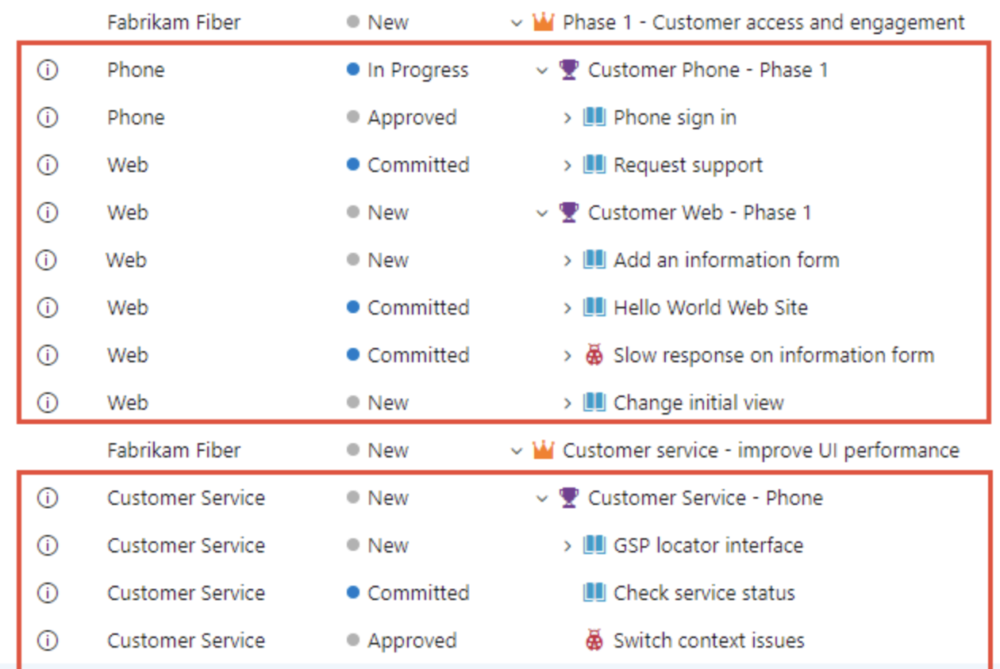 Fabrikam Fiber New Phase 1 - Customer access and engagement
Phone In Progress Customer Phone - Phase 1
Phone Approved Phone sign in
Web Committed Request support
Web New Customer Web - Phase 1
Web New Add an information form
Web Committed Hello World Web Site
Web Committed Slow response on information form
Web New Change initial view
Fabrikam Fiber New Customer service - improve UI performance
Customer Service New Customer Service - Phone
Customer Service New GSP locator interface
Customer Service Committed Check service status
Customer Service Approved Switch context issues